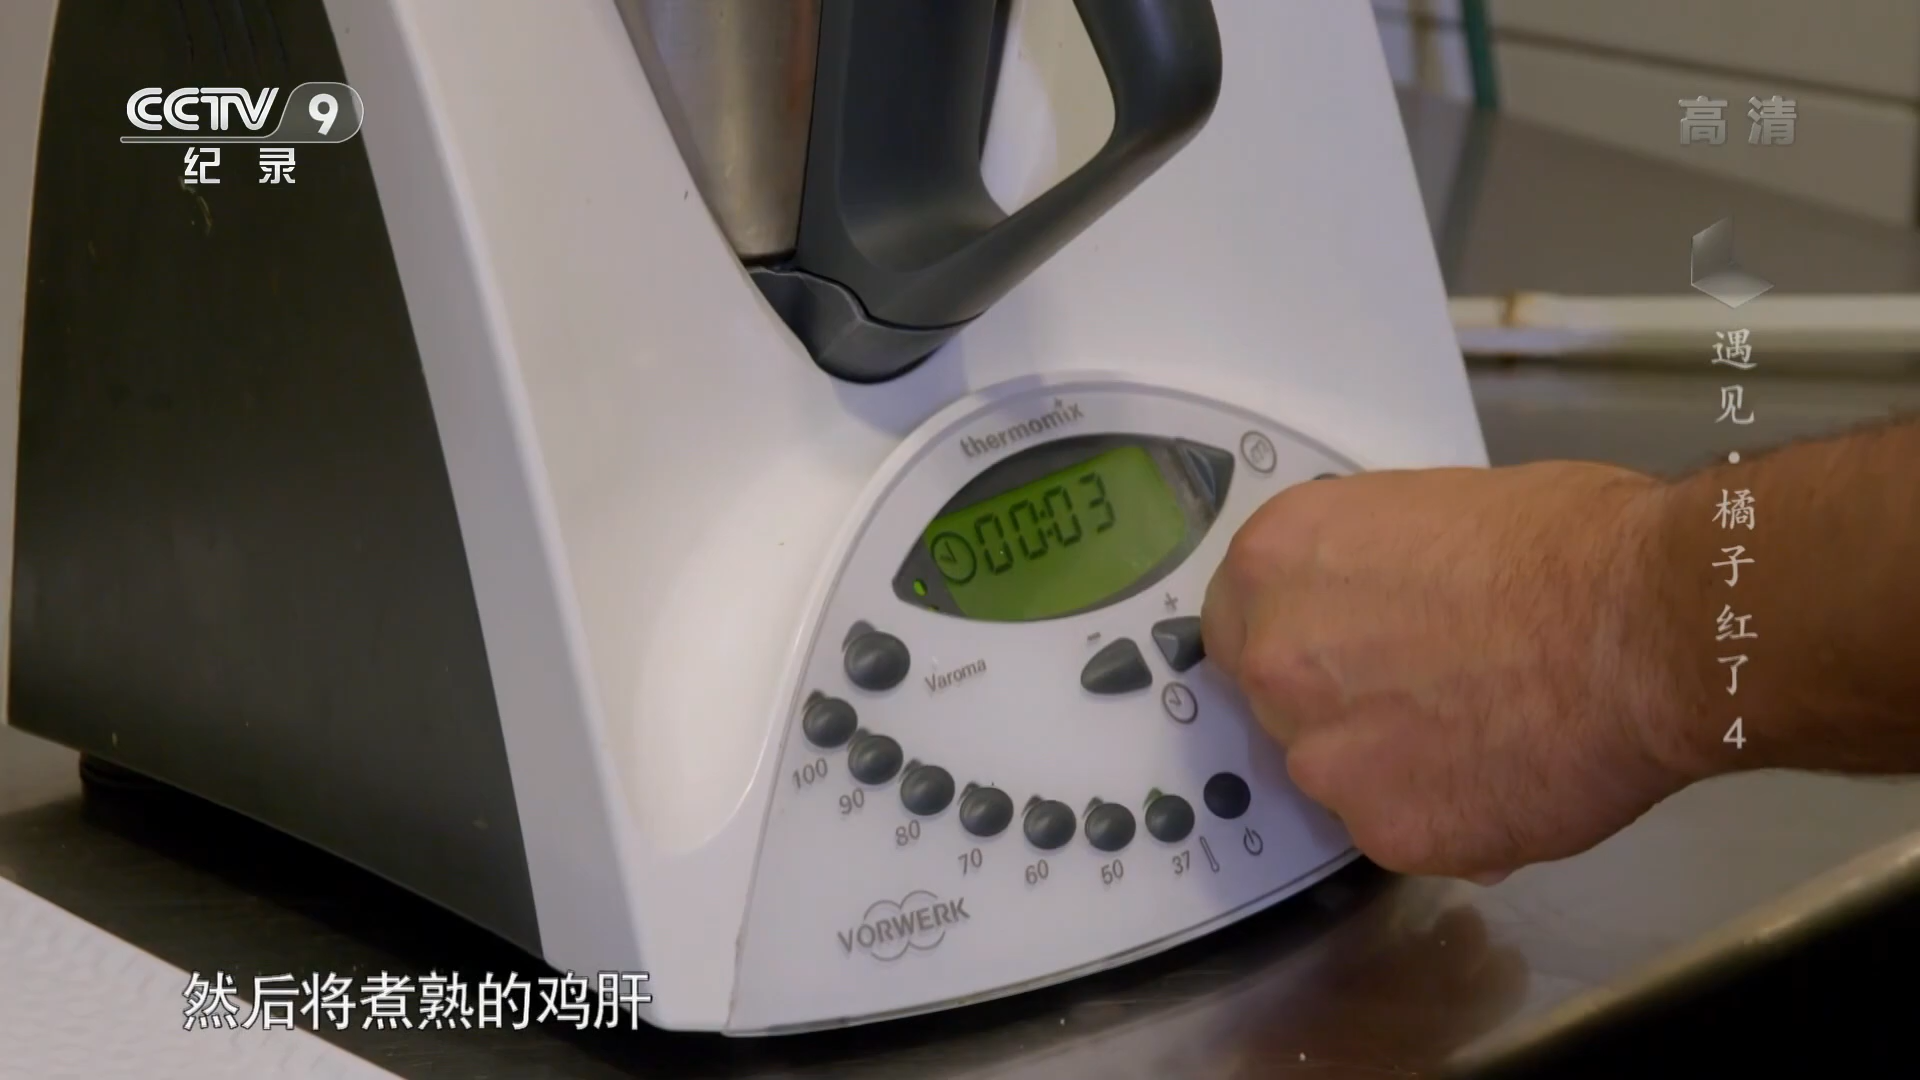 CCTV 9
纪 录
高清
遇见·橘子红了 4
thermomix
00:03
+
-
Varoma
100
90
80
70
60
50
37
VORWERK
然后将煮熟的鸡肝